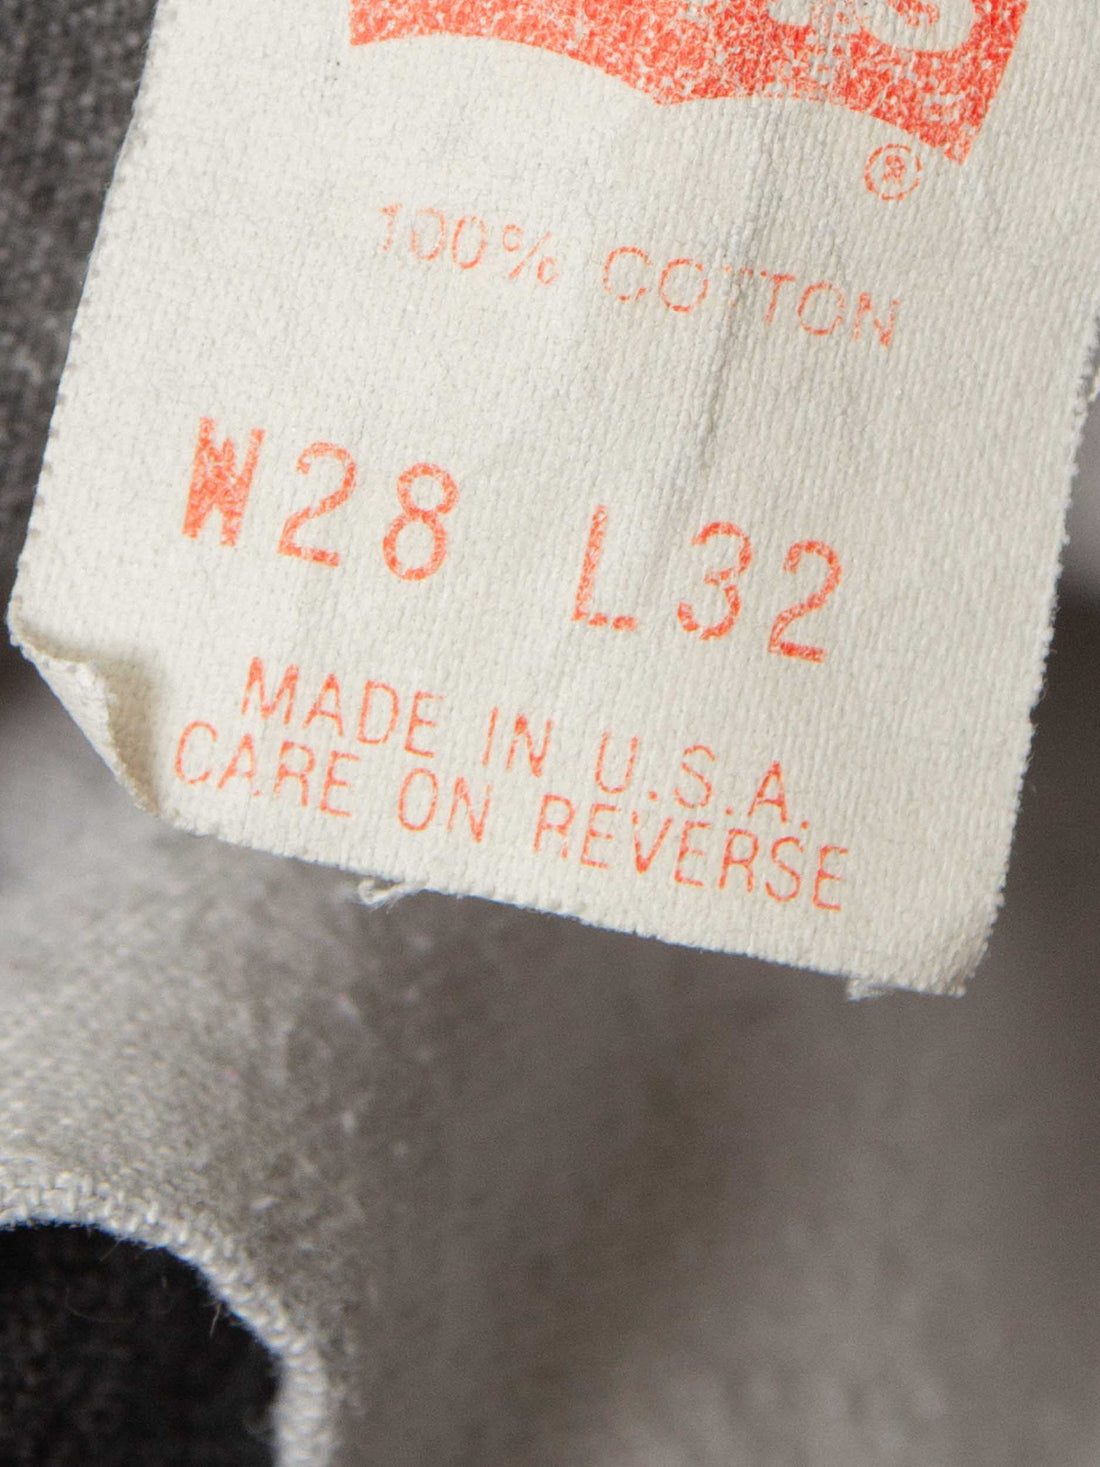 S
®
100% COTTON
W28 L32
MADE IN U.S.A.
CARE ON REVERSE